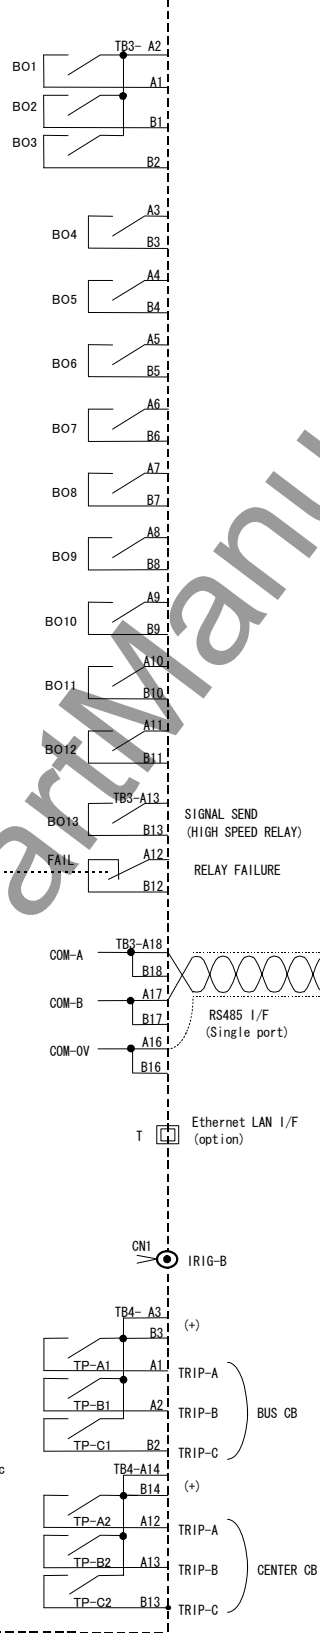 TB3- A2
BO1
A1
BO2
B1
BO3
B2
A3
BO4
B3
A4
BO5
B4
A5
BO6
B5
A6
BO7
B6
A7
BO8
B7
A8
BO9
B8
A9
BO10
B9
A10
BO11
B10
A11
BO12
B11
TB3-A13
SIGNAL SEND
BO13
B13
(HIGH SPEED RELAY)
A12
FAIL
RELAY FAILURE
B12
TB3-A18
COM-A
B18
A17
COM-B
RS485 I/F
B17
(Single port)
A16
COM-0V
B16
Ethernet LAN I/F
T
(option)
CN1
IRIG-B
TB4- A3
(+)
B3
TP-A1 A1 TRIP-A
TP-B1 A2 TRIP-B BUS CB
TP-C1 B2 TRIP-C
c TB4-A14
B14 (+)
TP-A2 A12 TRIP-A
TP-B2 A13 TRIP-B CENTER CB
TP-C2 B13 TRIP-C